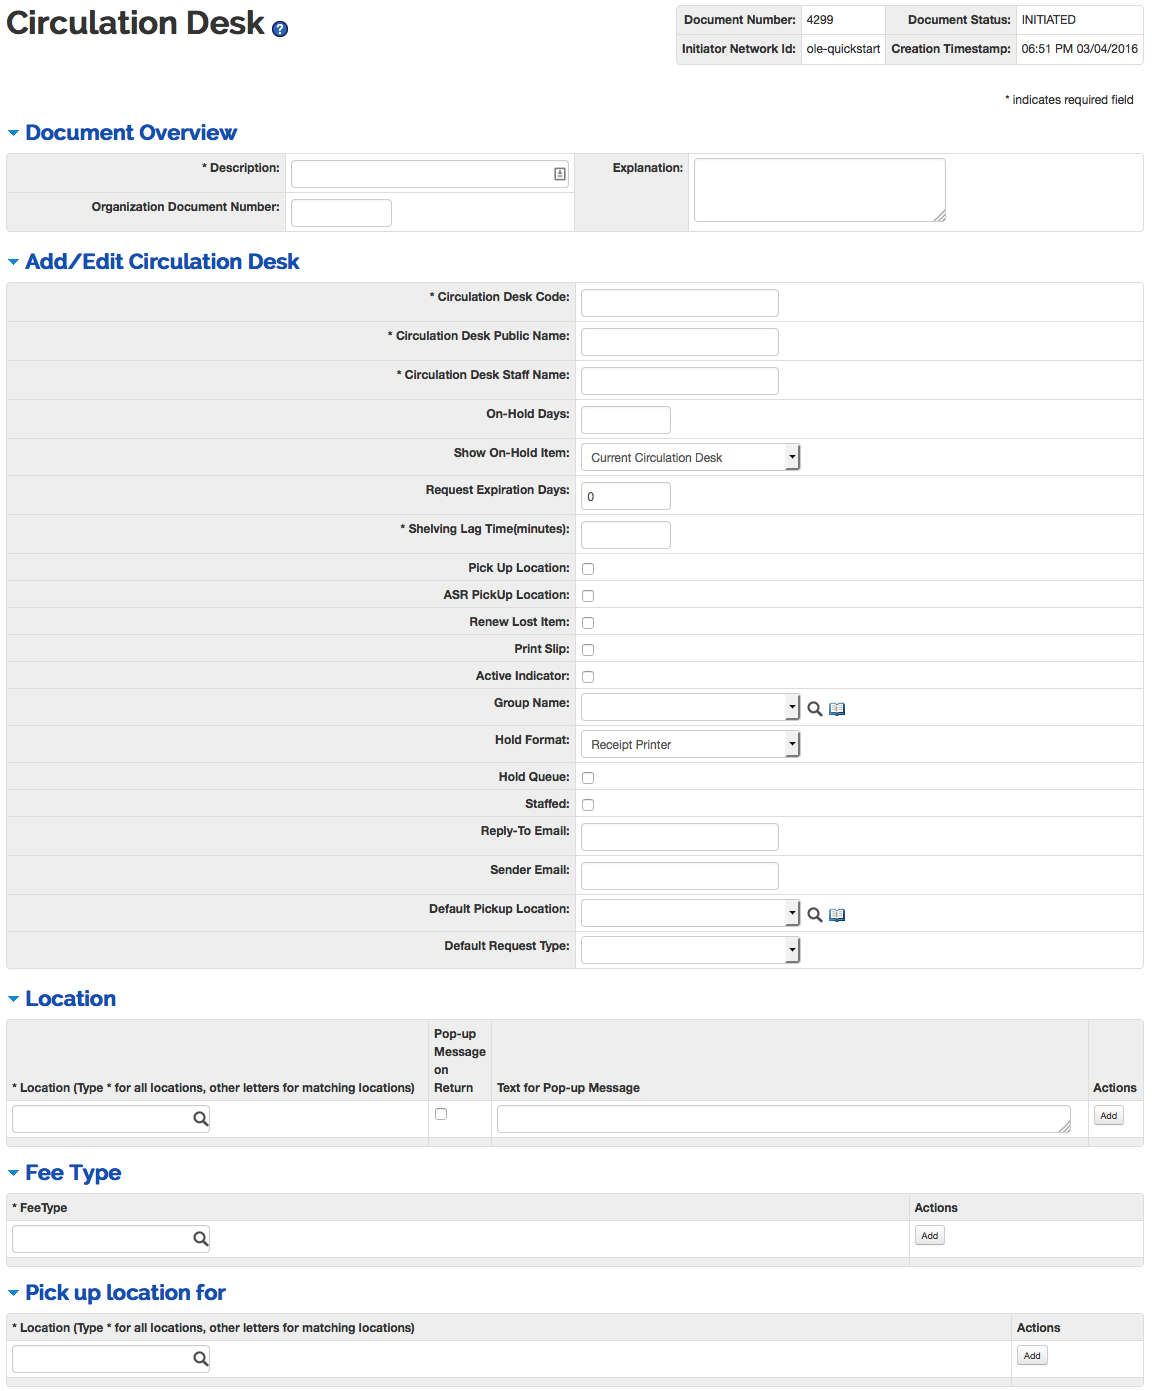 Circulation Desk ?
Document Number: 4299 Document Status: INITIATED
Initiator Network Id: ole-quickstart Creation Timestamp: 06:51 PM 03/04/2016
* indicates required field
Document Overview
* Description: Explanation:
Organization Document Number:
Add/Edit Circulation Desk
* Circulation Desk Code:
* Circulation Desk Public Name:
* Circulation Desk Staff Name:
On-Hold Days:
Show On-Hold Item: Current Circulation Desk
Request Expiration Days: 0
* Shelving Lag Time(minutes):
Pick Up Location:
ASR PickUp Location:
Renew Lost Item:
Print Slip:
Active Indicator:
Group Name:
Hold Format: Receipt Printer
Hold Queue:
Staffed:
Reply-To Email:
Sender Email:
Default Pickup Location:
Default Request Type:
Location
Pop-up
Message
on
* Location (Type * for all locations, other letters for matching locations) Return Text for Pop-up Message Actions
Add
Fee Type
* FeeType Actions
Add
Pick up location for
* Location (Type * for all locations, other letters for matching locations) Actions
Add